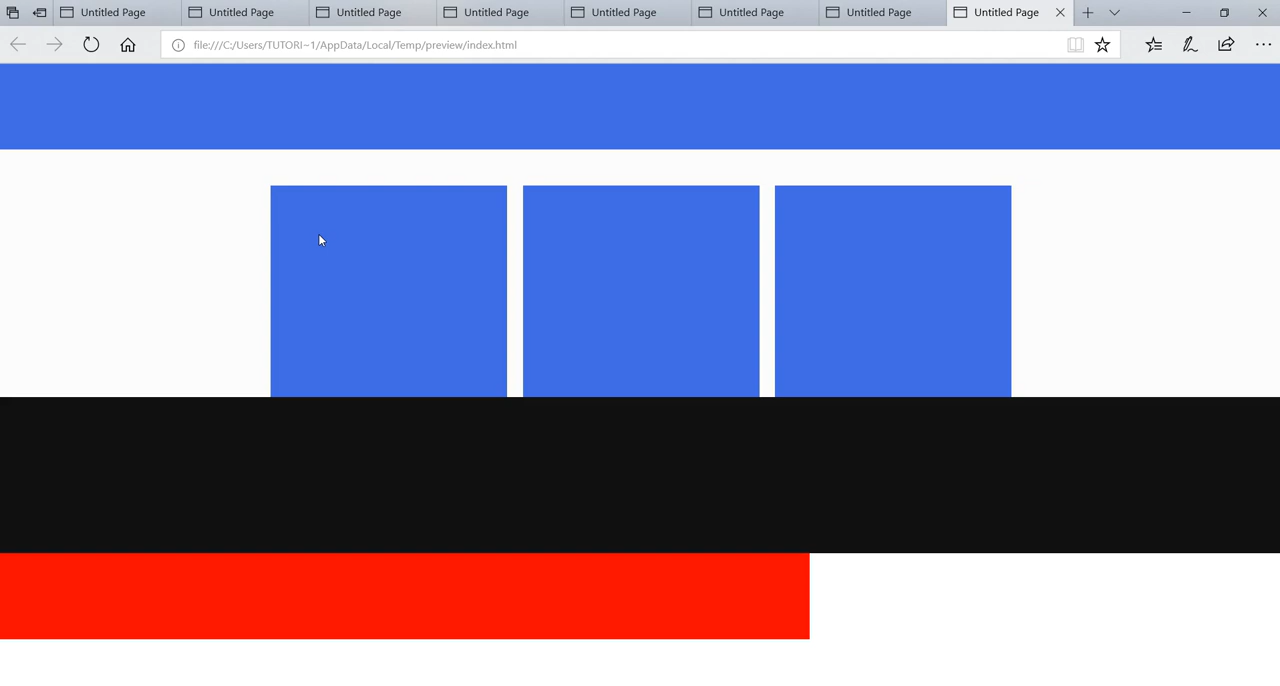 Untitled Page Untitled Page Untitled Page Untitled Page Untitled Page Untitled Page Untitled Page Untitled Page
file:///C:/Users/TUTORI~1/AppData/Local/Temp/preview/index.html